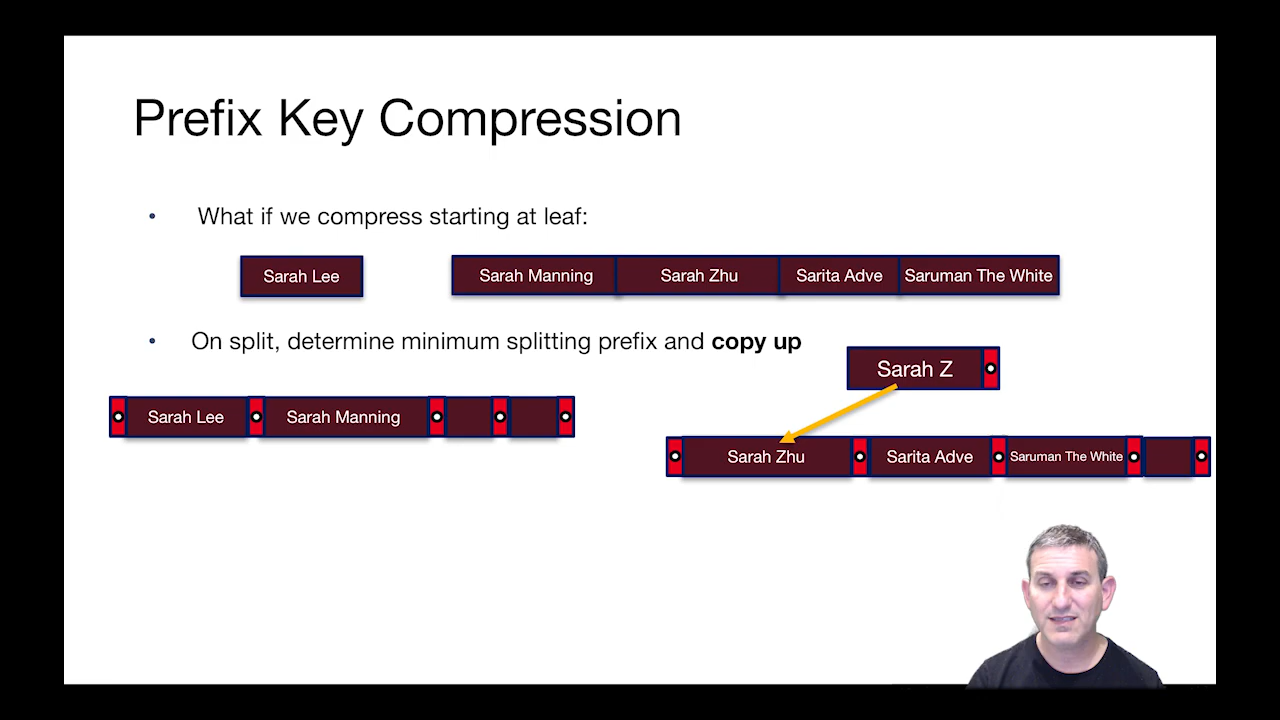 Prefix Key Compression
• What if we compress starting at leaf:
Sarah Lee Sarah Manning Sarah Zhu Sarita Adve Saruman The White
• On split, determine minimum splitting prefix and copy up
Sarah Z
Sarah Lee Sarah Manning
Sarah Zhu Sarita Adve Saruman The White